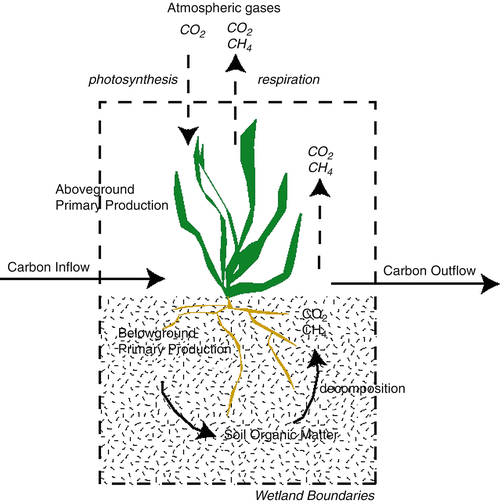 Atmospheric gases
CO2
CO2
CH4
photosynthesis
respiration
CO2
CH4
Aboveground
Primary Production
Carbon Inflow
Carbon Outflow
CO2
CH4
Belowground
Primary Production
decomposition
Soil Organic Matter
Wetland Boundaries